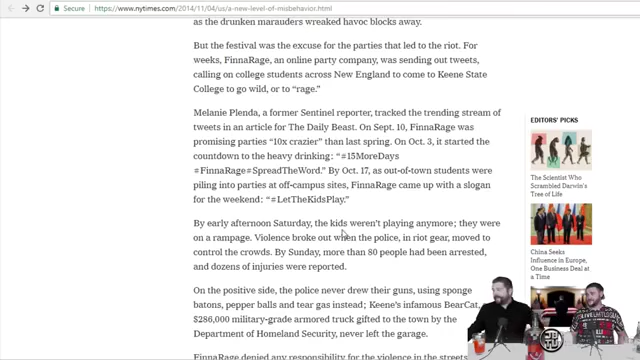 Secure
https://www.nytimes.com/2014/11/04/us/a-new-level-of-misbehavior.html
as the drunken marauders wreaked havoc blocks away.
But the festival was the excuse for the parties that led to the riot. For
weeks, FinnaRage, an online party company, was sending out tweets,
calling on college students across New England to come to Keene State
College to go wild, or to “rage.”
Melanie Plenda, a former Sentinel reporter, tracked the trending stream of
tweets in an article for The Daily Beast. On Sept. 10, FinnaRage was
promising parties “10x crazier” than last spring. On Oct. 3, it started the
countdown to the heavy drinking: “#15MoreDays
#FinnaRage#SpreadTheWord.” By Oct. 17, as out-of-town students were
piling into parties at off-campus sites, FinnaRage came up with a slogan
for the weekend: “#LetTheKidsPlay.”
By early afternoon Saturday, the kids weren’t playing anymore; they were
on a rampage. Violence broke out when the police, in riot gear, moved to
control the crowds. By Sunday, more than 80 people had been arrested,
and dozens of injuries were reported.
On the positive side, the police never drew their guns, using sponge
batons, pepper balls and tear gas instead; Keene’s infamous BearCat,
$286,000 military-grade armored truck gifted to the town by the
Department of Homeland Security, never left the garage.
FinnaRage denied any responsibility for the violence in the streets
EDITORS’ PICKS
The Scientist Who
Scrambled Darwin’s
Tree of Life
China Seeks
Influence in Europe,
One Business Deal at
a Time